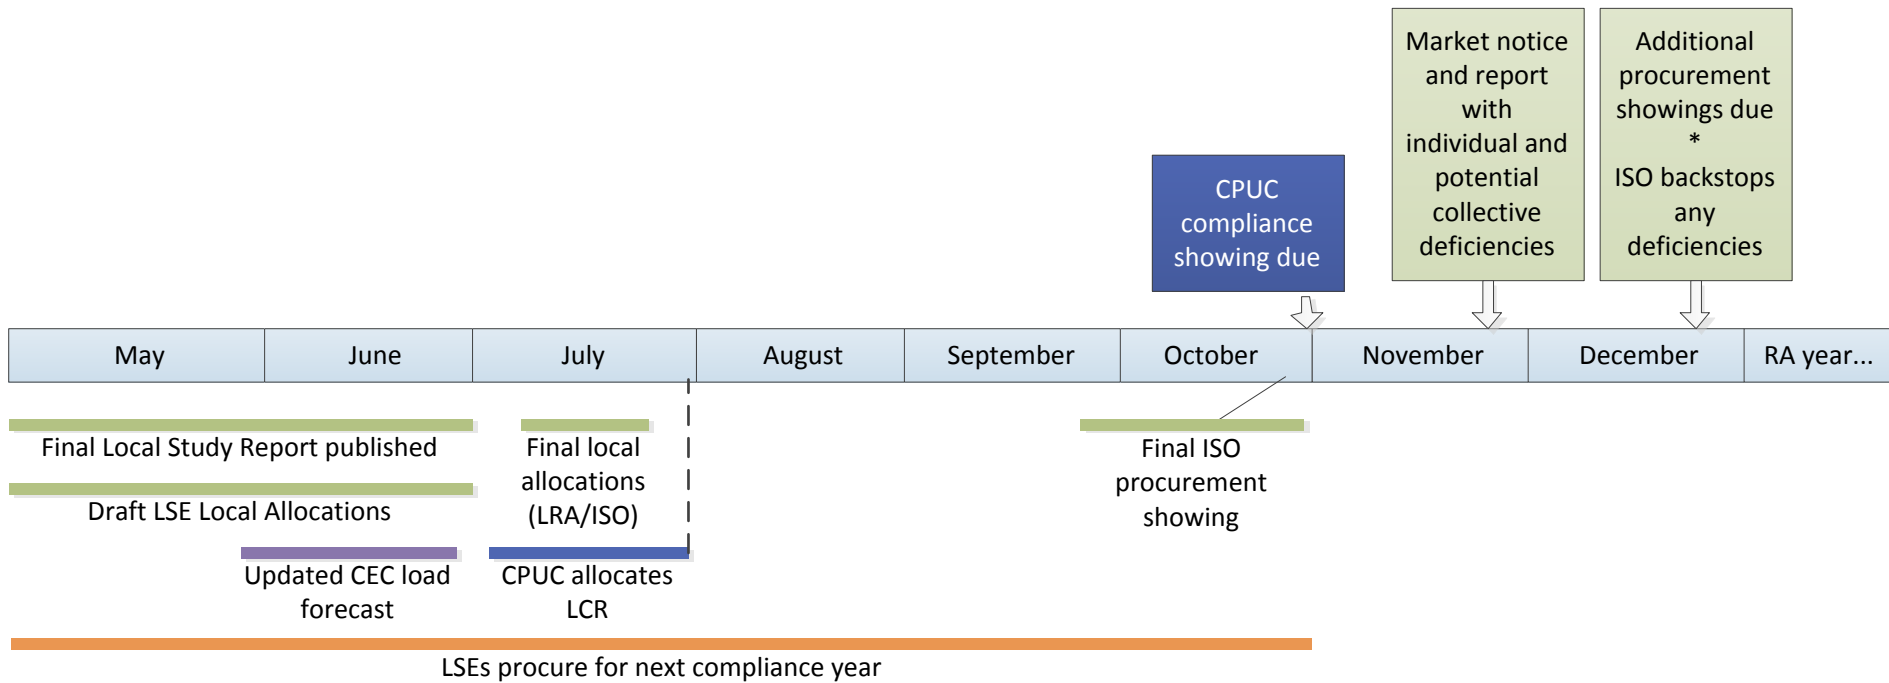 Market notice
and report
with
individual and
potential
collective
deficiencies
Additional
procurement
showings due
*
ISO backstops
any
deficiencies
CPUC
compliance
showing due
May
June
July
August
September
October
November
December
RA year...
Final Local Study Report published
Draft LSE Local Allocations
Updated CEC load
forecast
Final local
allocations
(LRA/ISO)
CPUC allocates
LCR
Final ISO
procurement
showing
LSEs procure for next compliance year